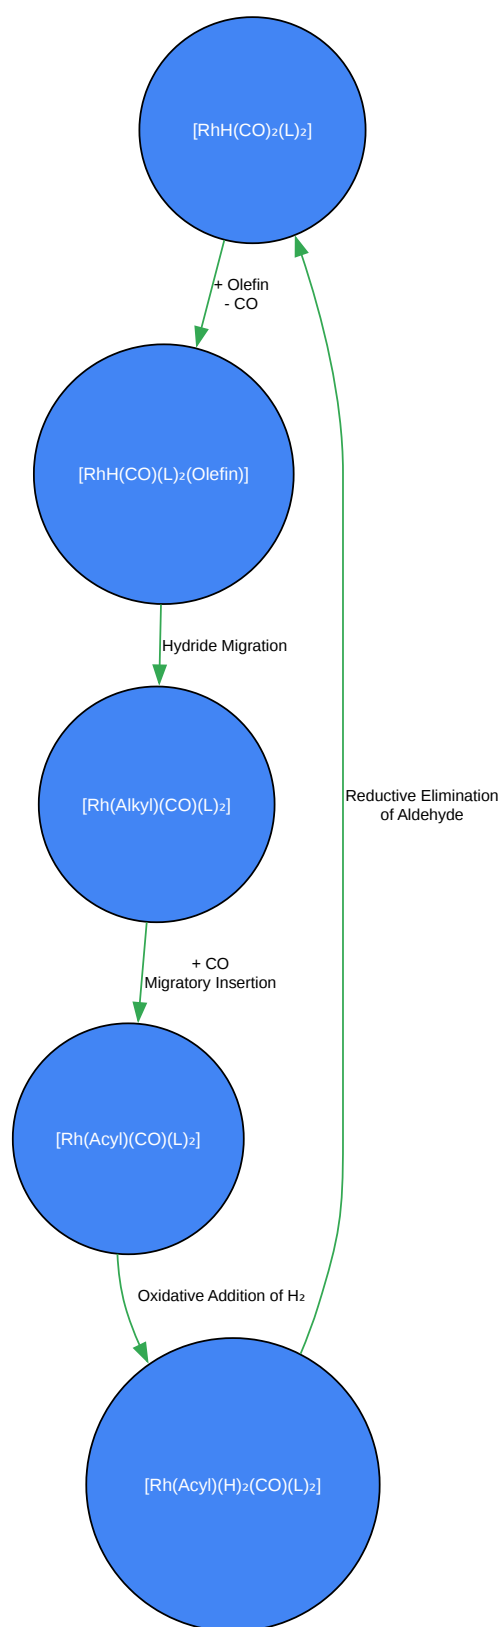 [RhH(CO)₂(L)₂]
+ Olefin
- CO
[RhH(CO)(L)₂(Olefin)]
Hydride Migration
[Rh(Alkyl)(CO)(L)₂]
Reductive Elimination
of Aldehyde
+ CO
Migratory Insertion
[Rh(Acyl)(CO)(L)₂]
Oxidative Addition of H₂
[Rh(Acyl)(H)₂(CO)(L)₂]